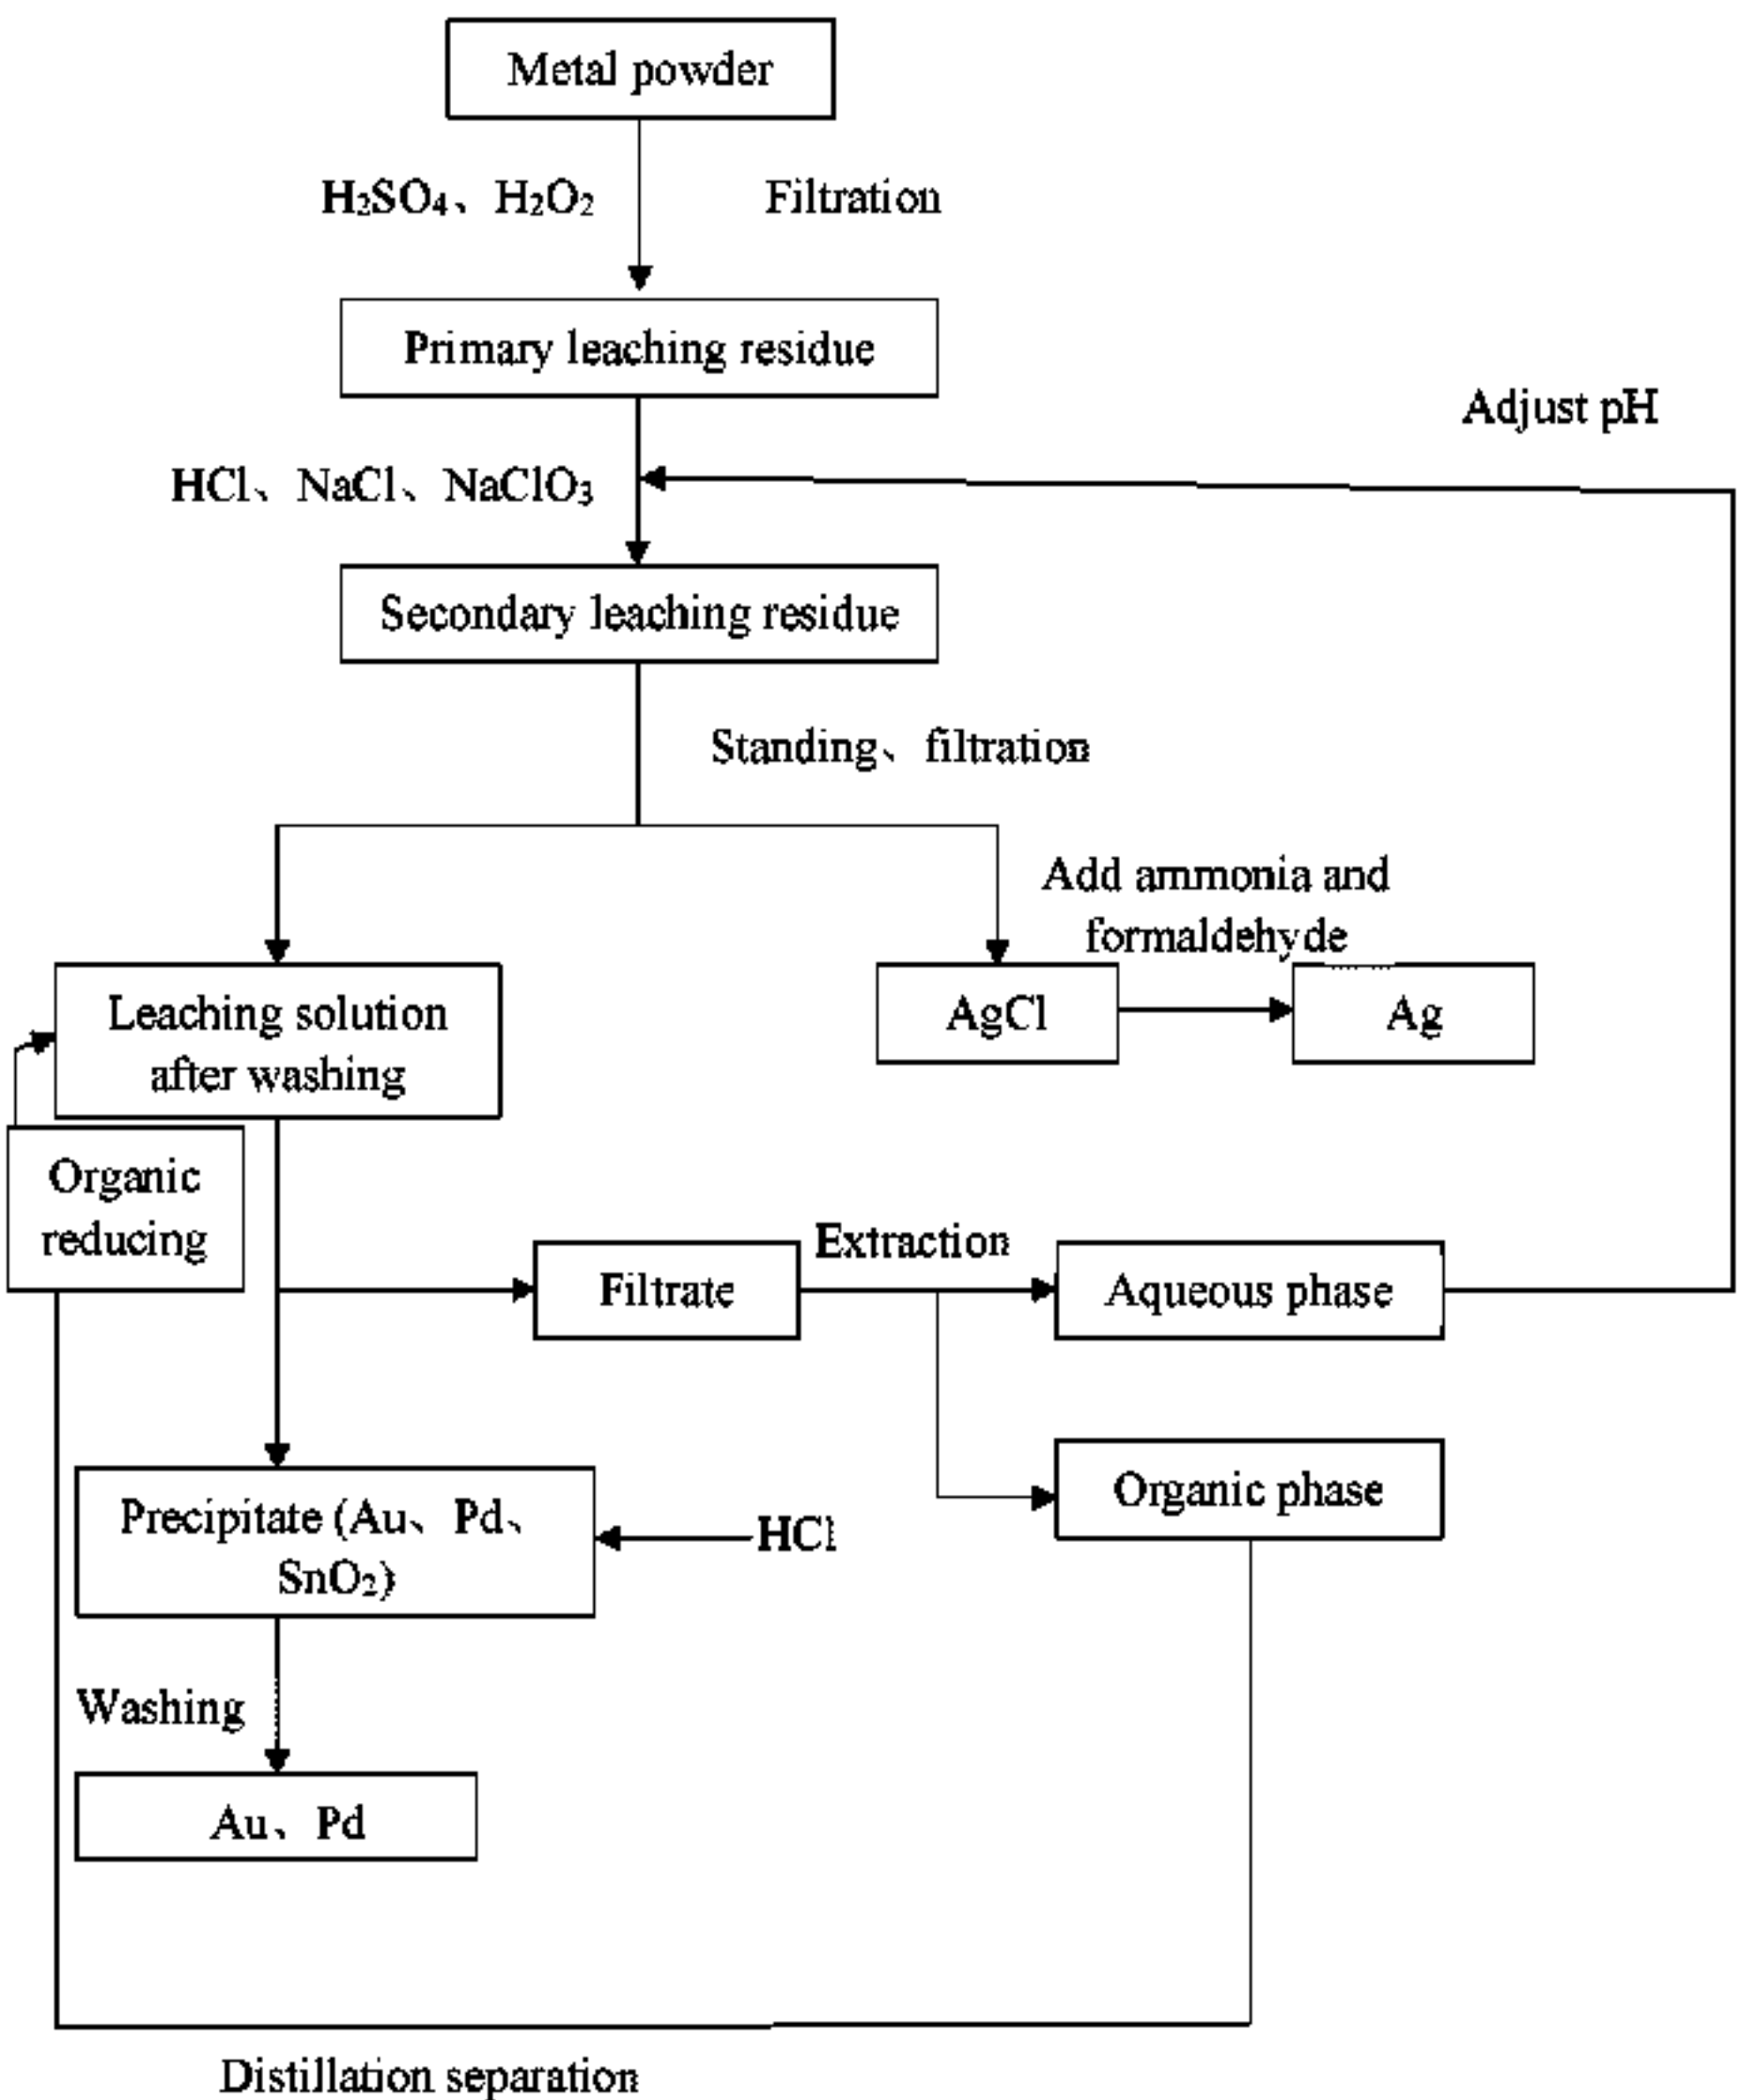 Metal powder
H₂SO₄、H₂O₂
Filtration
Primary leaching residue
Adjust pH
HCl、NaCl、NaClO₃
Secondary leaching residue
Standing、filtration
Add ammonia and
formaldehyde
Leaching solution
after washing
AgCl
Ag
Organic
reducing
Filtrate
Extraction
Aqueous phase
Organic phase
Precipitate (Au、Pd、
SnO₂)
HCl
Washing
Au、Pd
Distillation separation